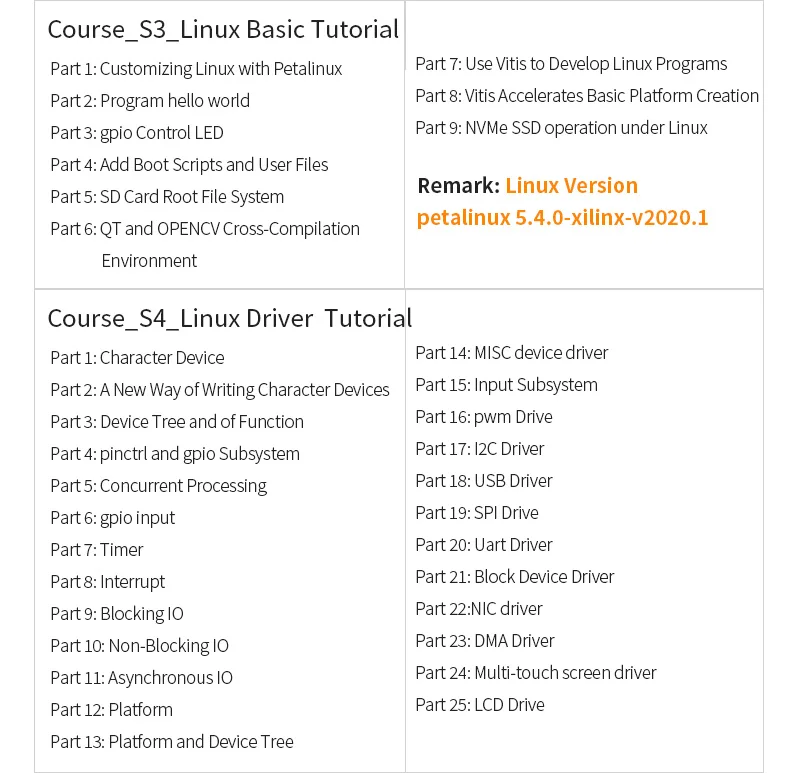 Course_S3_Linux Basic Tutorial
Part 1: Customizing Linux with Petalinux
Part 2: Program hello world
Part 3: gpio Control LED
Part 4: Add Boot Scripts and User Files
Part 5: SD Card Root File System
Part 6: QT and OPENCV Cross-Compilation
Environment
Part 7: Use Vitis to Develop Linux Programs
Part 8: Vitis Accelerates Basic Platform Creation
Part 9: NVMe SSD operation under Linux
Remark: Linux Version
petalinux 5.4.0-xilinx-v2020.1
Course_S4_Linux Driver Tutorial
Part 1: Character Device
Part 2: A New Way of Writing Character Devices
Part 3: Device Tree and of Function
Part 4: pinctrl and gpio Subsystem
Part 5: Concurrent Processing
Part 6: gpio input
Part 7: Timer
Part 8: Interrupt
Part 9: Blocking IO
Part 10: Non-Blocking IO
Part 11: Asynchronous IO
Part 12: Platform
Part 13: Platform and Device Tree
Part 14: MISC device driver
Part 15: Input Subsystem
Part 16: pwm Drive
Part 17: I2C Driver
Part 18: USB Driver
Part 19: SPI Drive
Part 20: Uart Driver
Part 21: Block Device Driver
Part 22:NIC driver
Part 23: DMA Driver
Part 24: Multi-touch screen driver
Part 25: LCD Drive